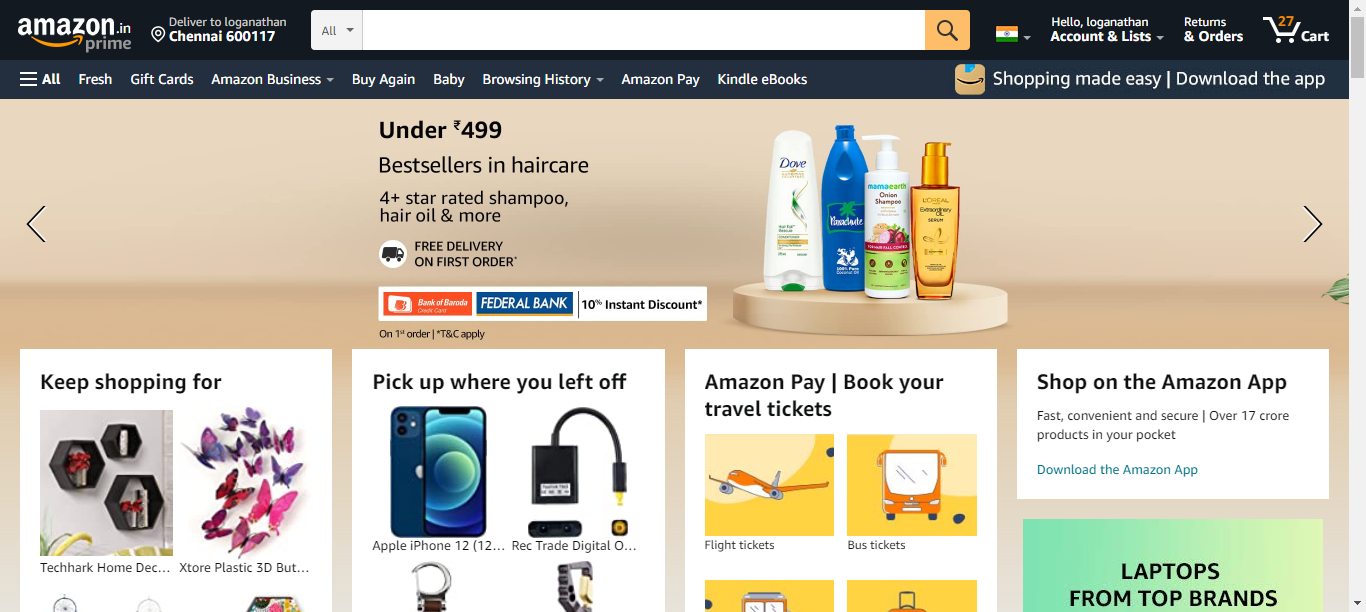 amazon.in
prime
Deliver to loganathan
Chennai 600117
All
Hello, loganathan
Account & Lists
Returns
& Orders
27
Cart
All
Fresh
Gift Cards
Amazon Business
Buy Again
Baby
Browsing History
Amazon Pay
Kindle eBooks
Shopping made easy | Download the app
Under ₹499
Bestsellers in haircare
4+ star rated shampoo,
hair oil & more
FREE DELIVERY
ON FIRST ORDER*
Bank of Baroda
Credit Card
FEDERAL BANK
10% Instant Discount*
On 1st order | *T&C apply
Dove
Parachute
100% Pure
Coconut Oil
mamaearth
Onion
Shampoo
L'ORÉAL
Extraordinary
SERUM
Keep shopping for
Techhark Home Dec...
Xtore Plastic 3D But...
Pick up where you left off
Apple iPhone 12 (12...
Rec Trade Digital O...
Amazon Pay | Book your
travel tickets
Flight tickets
Bus tickets
Shop on the Amazon App
Fast, convenient and secure | Over 17 crore
products in your pocket
Download the Amazon App
LAPTOPS
FROM TOP BRANDS